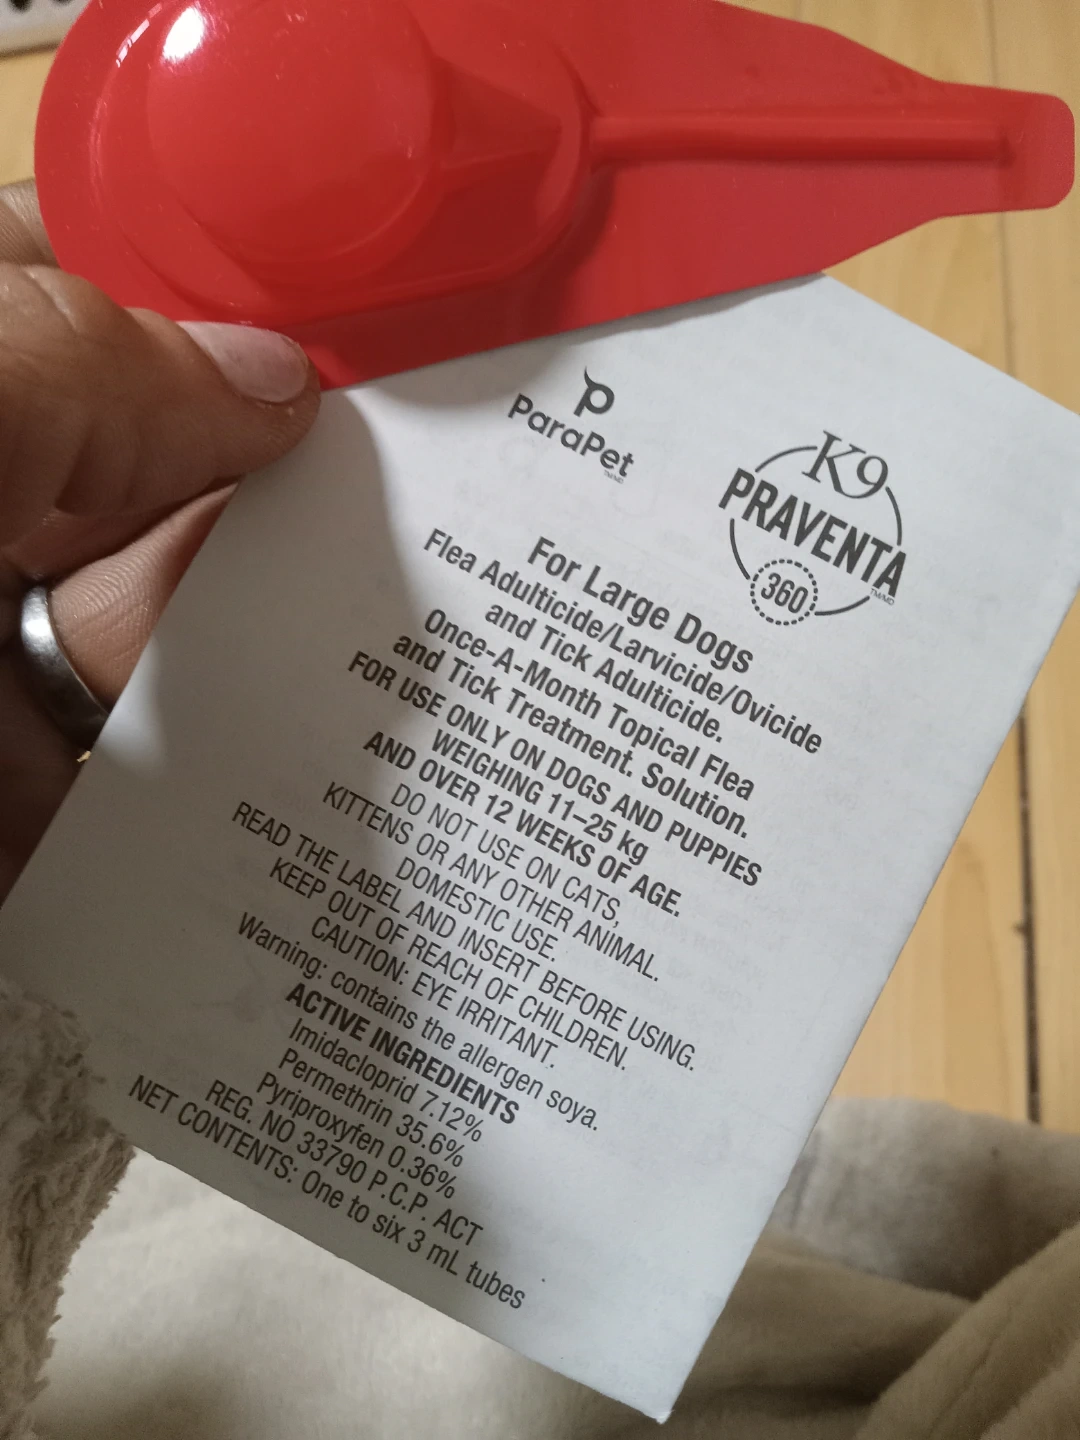 ParaPet
TM/MD
K9
PRAVENTA
360
TM/MD
For Large Dogs
Flea Adulticide/Larvicide/Ovicide
and Tick Adulticide.
Once-A-Month Topical Flea
and Tick Treatment. Solution.
FOR USE ONLY ON DOGS AND PUPPIES
WEIGHING 11–25 kg
AND OVER 12 WEEKS OF AGE.
DO NOT USE ON CATS,
KITTENS OR ANY OTHER ANIMAL.
DOMESTIC USE.
READ THE LABEL AND INSERT BEFORE USING.
KEEP OUT OF REACH OF CHILDREN.
CAUTION: EYE IRRITANT.
Warning: contains the allergen soya.
ACTIVE INGREDIENTS
Imidacloprid 7.12%
Permethrin 35.6%
Pyriproxyfen 0.36%
REG. NO 33790 P.C.P. ACT
NET CONTENTS: One to six 3 mL tubes